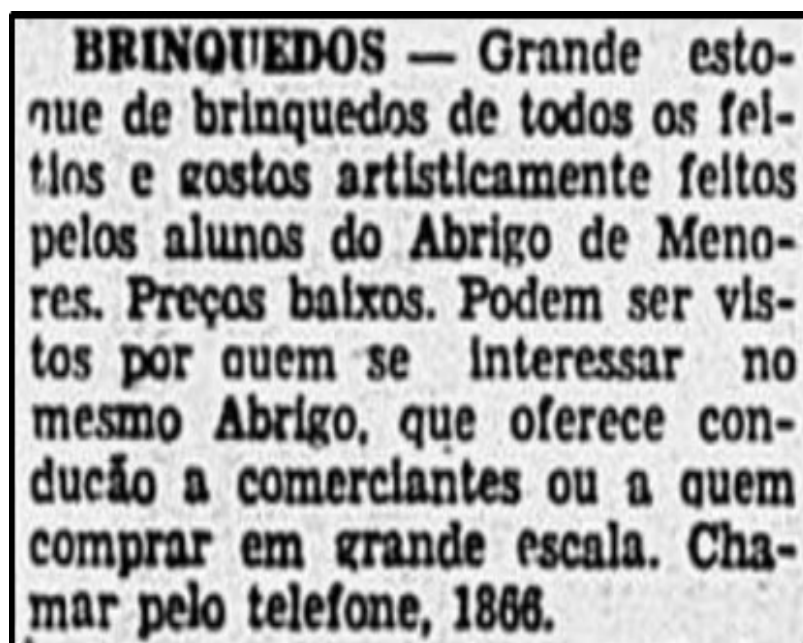 BRINQUEDOS — Grande esto-
que de brinquedos de todos os fei-
tios e gostos artisticamente feitos
pelos alunos do Abrigo de Meno-
res. Preços baixos. Podem ser vis-
tos por quem se interessar no
mesmo Abrigo, que oferece con-
dução a comerciantes ou a quem
comprar em grande escala. Cha-
mar pelo telefone, 1866.